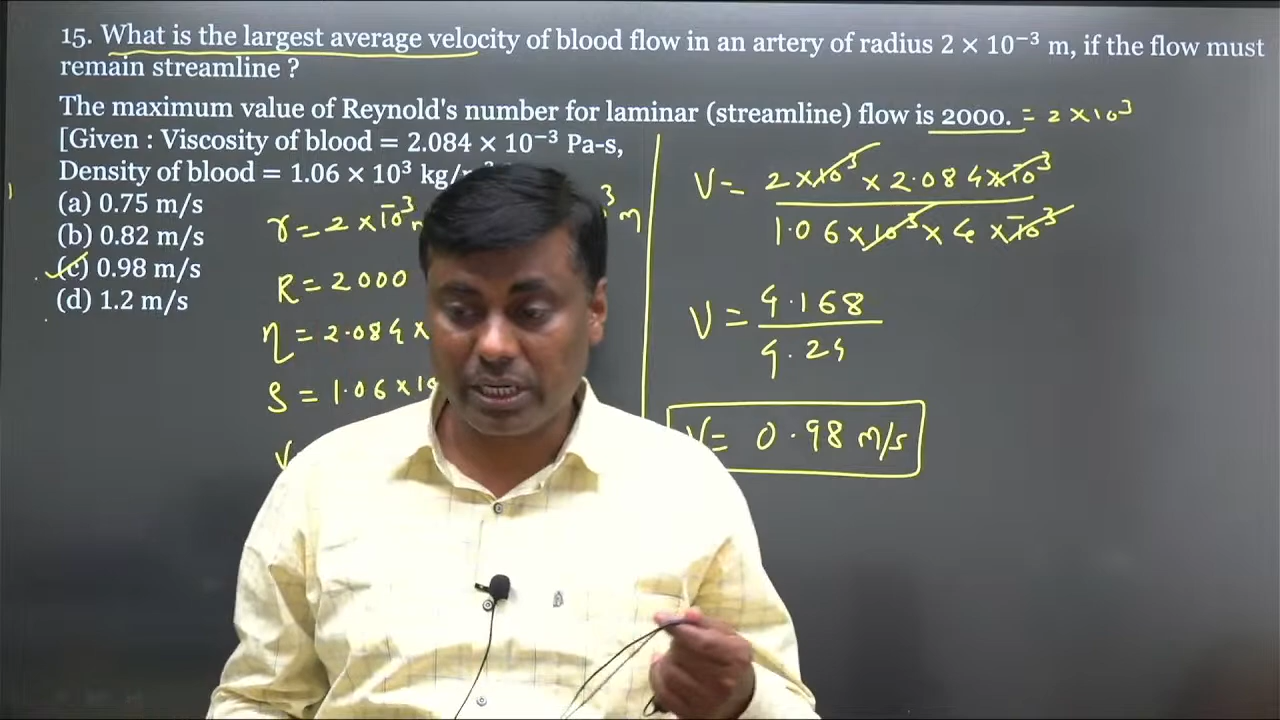 15. What is the largest average velocity of blood flow in an artery of radius 2 × 10⁻³ m, if the flow must
remain streamline ?
The maximum value of Reynold's number for laminar (streamline) flow is 2000. = 2 × 10³
[Given : Viscosity of blood = 2.084 × 10⁻³ Pa-s,
Density of blood = 1.06 × 10³ kg/
(a) 0.75 m/s
(b) 0.82 m/s
(c) 0.98 m/s
(d) 1.2 m/s
r = 2 × 10⁻³
R = 2000
η = 2.084 ×
ρ = 1.06 × 10
V
V = 2 × 10³ × 2.084 × 10⁻³
1.06 × 10³ × 4 × 10⁻³
V = 4.168
4.24
V = 0.98 m/s